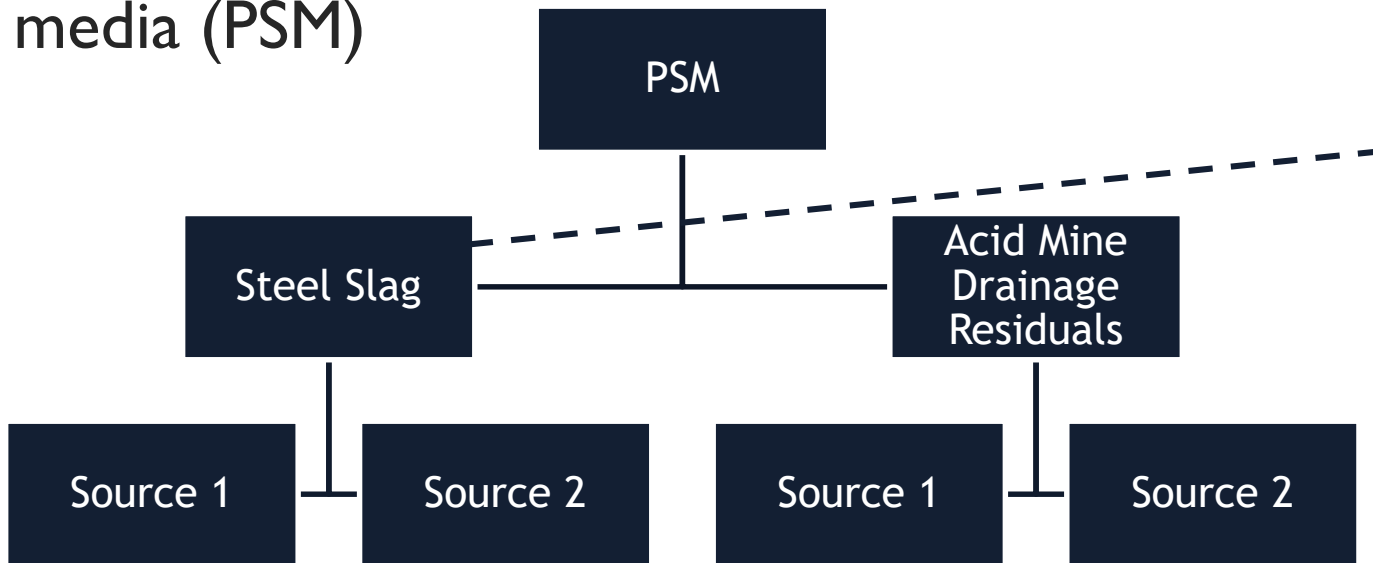 media (PSM)
PSM
Steel Slag
Acid Mine
Drainage
Residuals
Source 1
Source 2
Source 1
Source 2